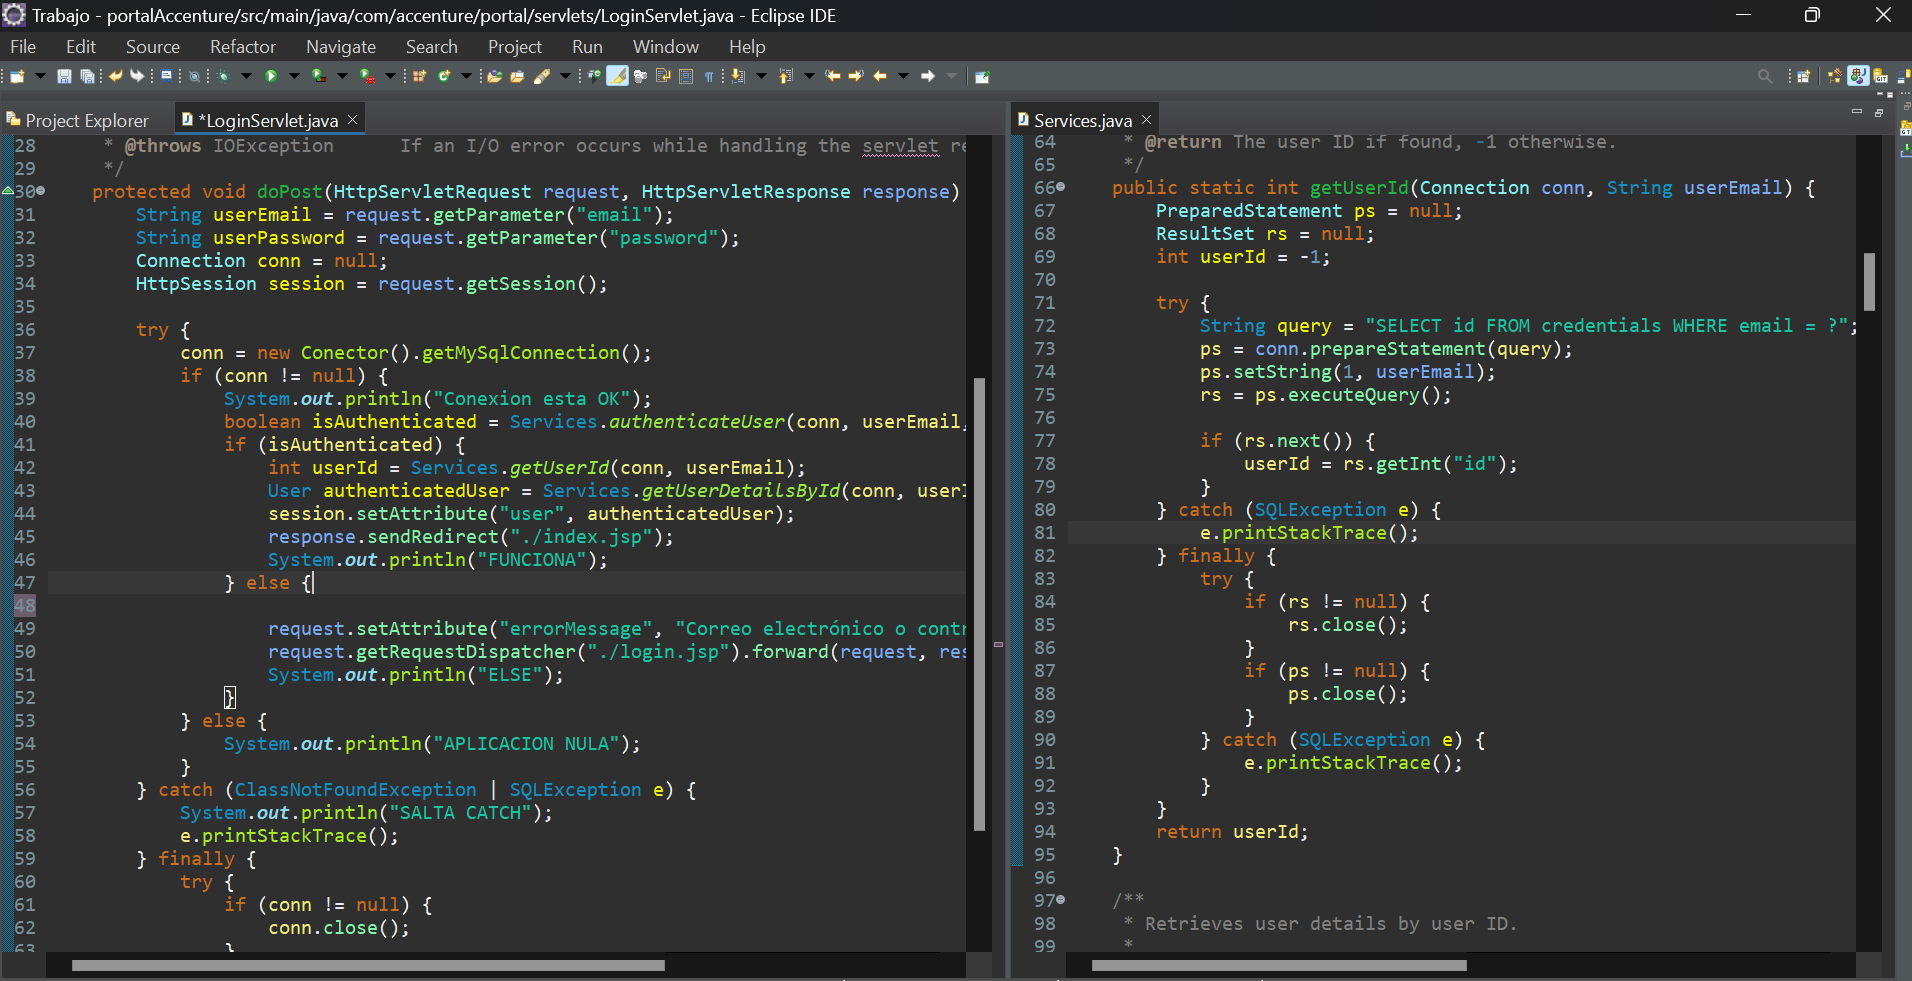 Trabajo - portalAccenture/src/main/java/com/accenture/portal/servlets/LoginServlet.java - Eclipse IDE
File Edit Source Refactor Navigate Search Project Run Window Help
Project Explorer
*LoginServlet.java
28 * @throws IOException If an I/O error occurs while handling the servlet re
29 */
30 protected void doPost(HttpServletRequest request, HttpServletResponse response)
31 String userEmail = request.getParameter("email");
32 String userPassword = request.getParameter("password");
33 Connection conn = null;
34 HttpSession session = request.getSession();
35
36 try {
37 conn = new Conector().getMySqlConnection();
38 if (conn != null) {
39 System.out.println("Conexion esta OK");
40 boolean isAuthenticated = Services.authenticateUser(conn, userEmail,
41 if (isAuthenticated) {
42 int userId = Services.getUserId(conn, userEmail);
43 User authenticatedUser = Services.getUserDetailsById(conn, userI
44 session.setAttribute("user", authenticatedUser);
45 response.sendRedirect("./index.jsp");
46 System.out.println("FUNCIONA");
47 } else {
48
49 request.setAttribute("errorMessage", "Correo electrónico o contr
50 request.getRequestDispatcher("./login.jsp").forward(request, res
51 System.out.println("ELSE");
52 }
53 } else {
54 System.out.println("APLICACION NULA");
55 }
56 } catch (ClassNotFoundException | SQLException e) {
57 System.out.println("SALTA CATCH");
58 e.printStackTrace();
59 } finally {
60 try {
61 if (conn != null) {
62 conn.close();
63 }
Services.java
64 * @return The user ID if found, -1 otherwise.
65 */
66 public static int getUserId(Connection conn, String userEmail) {
67 PreparedStatement ps = null;
68 ResultSet rs = null;
69 int userId = -1;
70
71 try {
72 String query = "SELECT id FROM credentials WHERE email = ?";
73 ps = conn.prepareStatement(query);
74 ps.setString(1, userEmail);
75 rs = ps.executeQuery();
76
77 if (rs.next()) {
78 userId = rs.getInt("id");
79 }
80 } catch (SQLException e) {
81 e.printStackTrace();
82 } finally {
83 try {
84 if (rs != null) {
85 rs.close();
86 }
87 if (ps != null) {
88 ps.close();
89 }
90 } catch (SQLException e) {
91 e.printStackTrace();
92 }
93 }
94 return userId;
95 }
96
97 /**
98 * Retrieves user details by user ID.
99 *